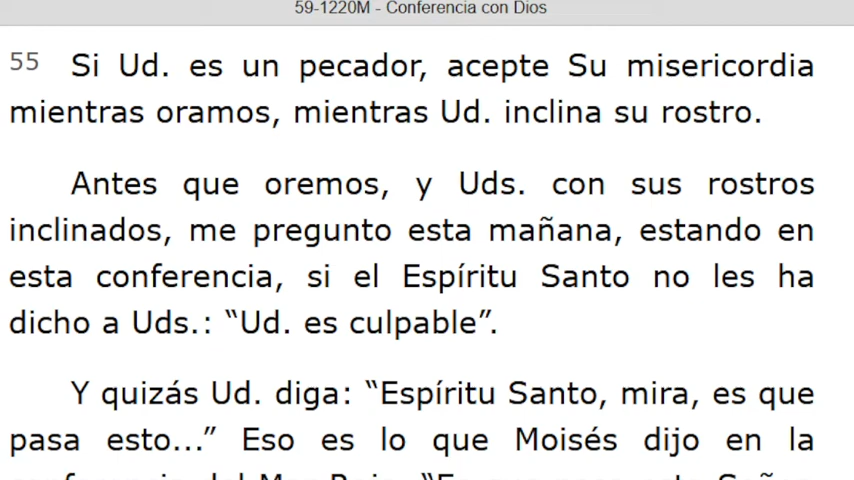 59-1220M - Conferencia con Dios
55 Si Ud. es un pecador, acepte Su misericordia
mientras oramos, mientras Ud. inclina su rostro.
Antes que oremos, y Uds. con sus rostros
inclinados, me pregunto esta mañana, estando en
esta conferencia, si el Espíritu Santo no les ha
dicho a Uds.: “Ud. es culpable”.
Y quizás Ud. diga: “Espíritu Santo, mira, es que
pasa esto...” Eso es lo que Moisés dijo en la